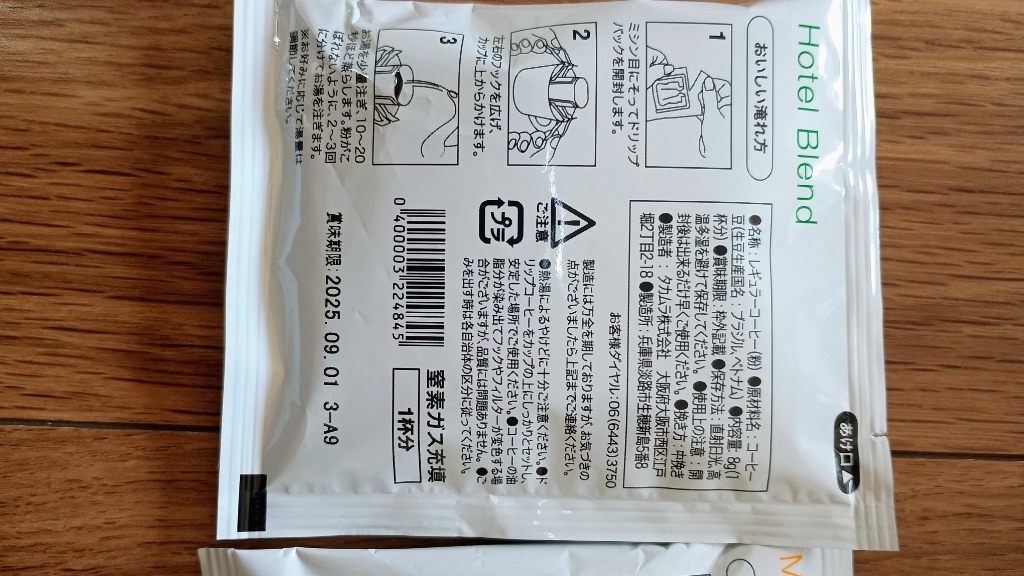 Hotel Blend
おいしい淹れ方
1
ミシン目にそってドリップ
パックを開封します。
2
左右のフックを広げ
カップに上からかけます。
3
お湯を少量注ぎ、10~20
秒ほど蒸らします。粉がこ
ぼれないように、2~3回
に分けてお湯を注ぎます。
※お好みに応じて湯量は
調節してください。
●名称:レギュラーコーヒー(粉) ●原材料名:コーヒー
豆(生豆生産国名:ブラジル、ベトナム) ●内容量:8g(1
杯分) ●賞味期限:枠外記載 ●保存方法:直射日光、高
温多湿を避けて保存してください。 ●使用上の注意:開
封後は出来るだけ早くご使用ください。 ●挽き方:中挽き
●製造者:タカムラ株式会社 大阪府大阪市西区江戸
堀2丁目2-18 ●製造所:兵庫県淡路市生穂新島5番8
お客様ダイヤル:06(6443)3750
製造には万全を期しておりますが、お気づきの
点がございましたら上記までご連絡ください。
ご注意
プラ
●熱湯によるやけどに十分ご注意ください。 ●ド
リップコーヒーをカップの上にしっかりとセットし、
安定した場所でご使用ください。 ●コーヒーの油
脂分が染み出てフックやフィルターが変色する場
合がございますが、品質には問題ありません。 ●ご
みを出す時は各自治体の区分に従ってください。
窒素ガス充填
1杯分
0 400003 224845
賞味期限:2025. 09. 01 3-A9
あけ口
M